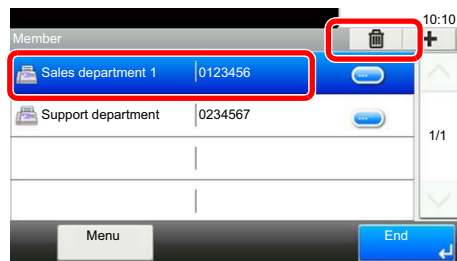 10:10
Member
Sales department 1 0123456
Support department 0234567
1/1
Menu End